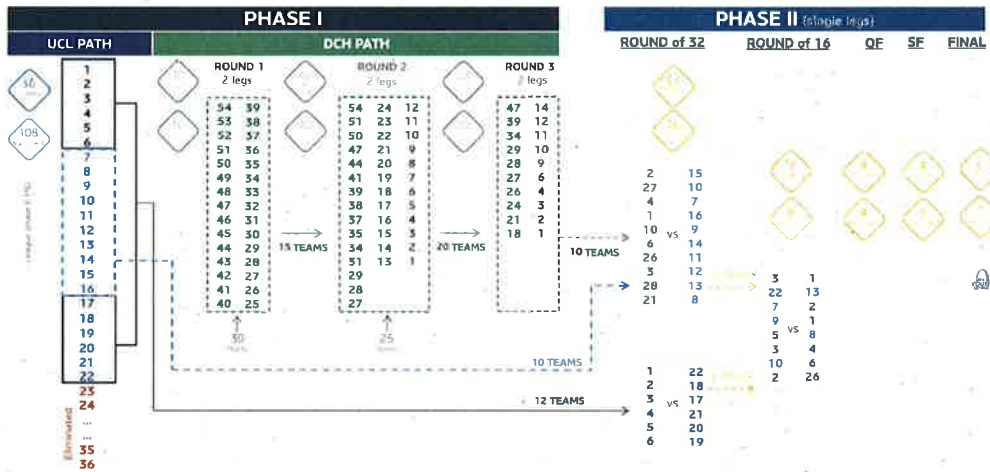 PHASE I
PHASE II (single legs)
UCL PATH
DCH PATH
ROUND of 32
ROUND of 16
QF
SF
FINAL
36
108
1
2
3
4
5
6
7
8
9
10
11
12
13
14
15
16
17
18
19
20
21
22
23
24
...
...
35
36
Eliminated
ROUND 1
2 legs
54 39
53 38
52 37
51 36
50 35
49 34
48 33
47 32
46 31
45 30
44 29
43 28
42 27
41 26
40 25
30
15 TEAMS
ROUND 2
2 legs
54 24 12
51 23 11
50 22 10
47 21 9
44 20 8
41 19 7
39 18 6
38 17 5
37 16 4
35 15 3
34 14 2
31 13 1
29
28
27
25
20 TEAMS
ROUND 3
2 legs
47 14
39 12
34 11
29 10
28 9
27 6
26 4
24 3
21 2
18 1
10 TEAMS
10 TEAMS
12 TEAMS
2 15
27 10
4 7
1 16
10 vs 9
6 14
26 11
3 12
28 13
21 8
1 22
2 18
3 vs 17
4 21
5 20
6 19
3 1
22 13
7 2
9 1
5 vs 8
3 4
10 6
2 26